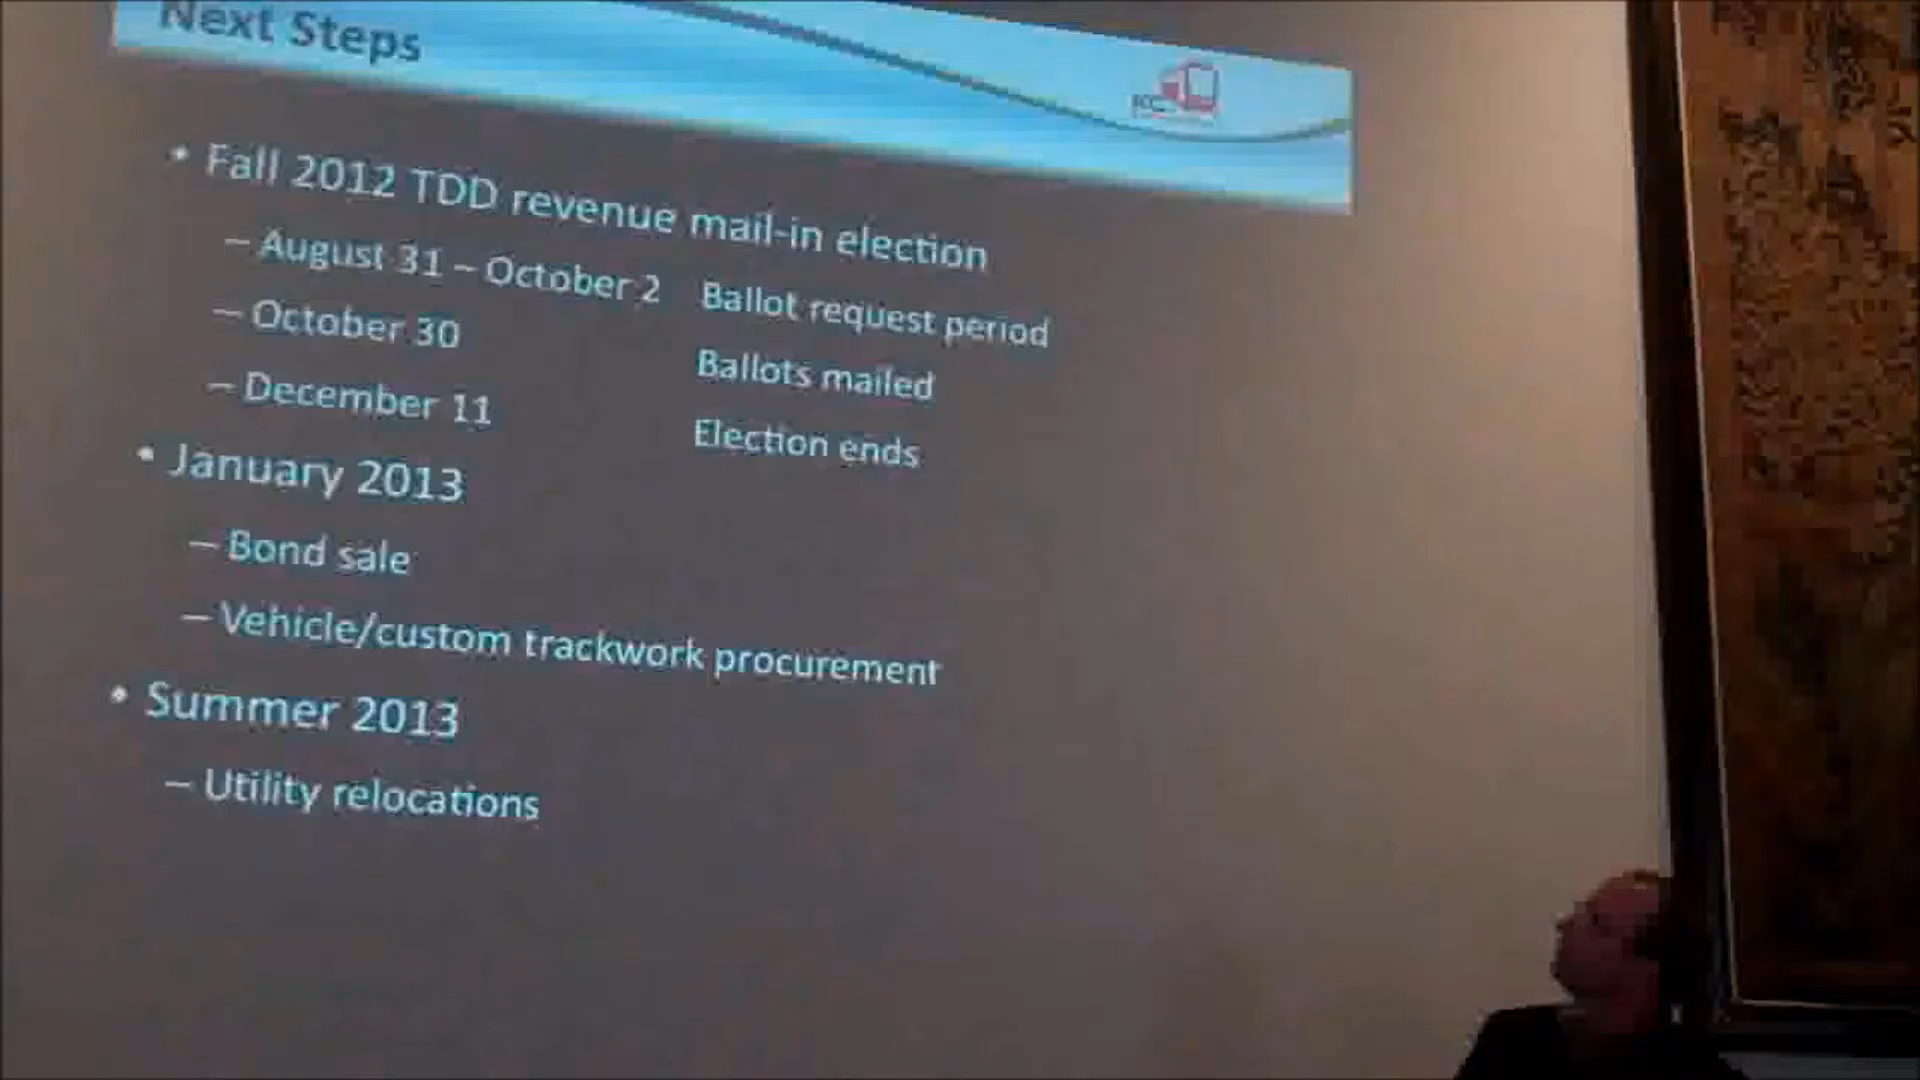 Next Steps
KC
• Fall 2012 TDD revenue mail-in election
– August 31 – October 2 Ballot request period
– October 30 Ballots mailed
– December 11 Election ends
• January 2013
– Bond sale
– Vehicle/custom trackwork procurement
• Summer 2013
– Utility relocations